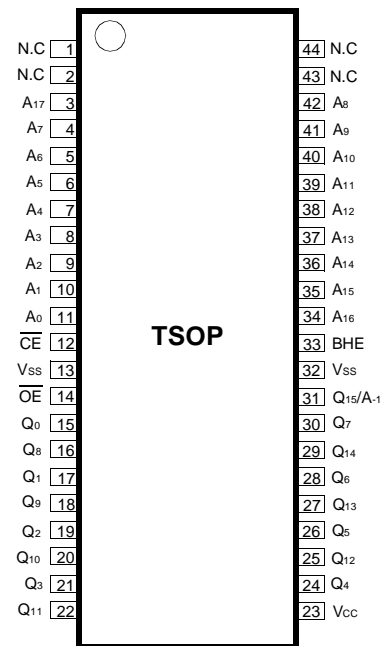 N.C 1 44 N.C
N.C 2 43 N.C
A17 3 42 A8
A7 4 41 A9
A6 5 40 A10
A5 6 39 A11
A4 7 38 A12
A3 8 37 A13
A2 9 36 A14
A1 10 35 A15
A0 11 34 A16
C̅E̅ 12 33 BHE
VSS 13 32 VSS
O̅E̅ 14 31 Q15/A-1
Q0 15 30 Q7
Q8 16 29 Q14
Q1 17 28 Q6
Q9 18 27 Q13
Q2 19 26 Q5
Q10 20 25 Q12
Q3 21 24 Q4
Q11 22 23 VCC
TSOP